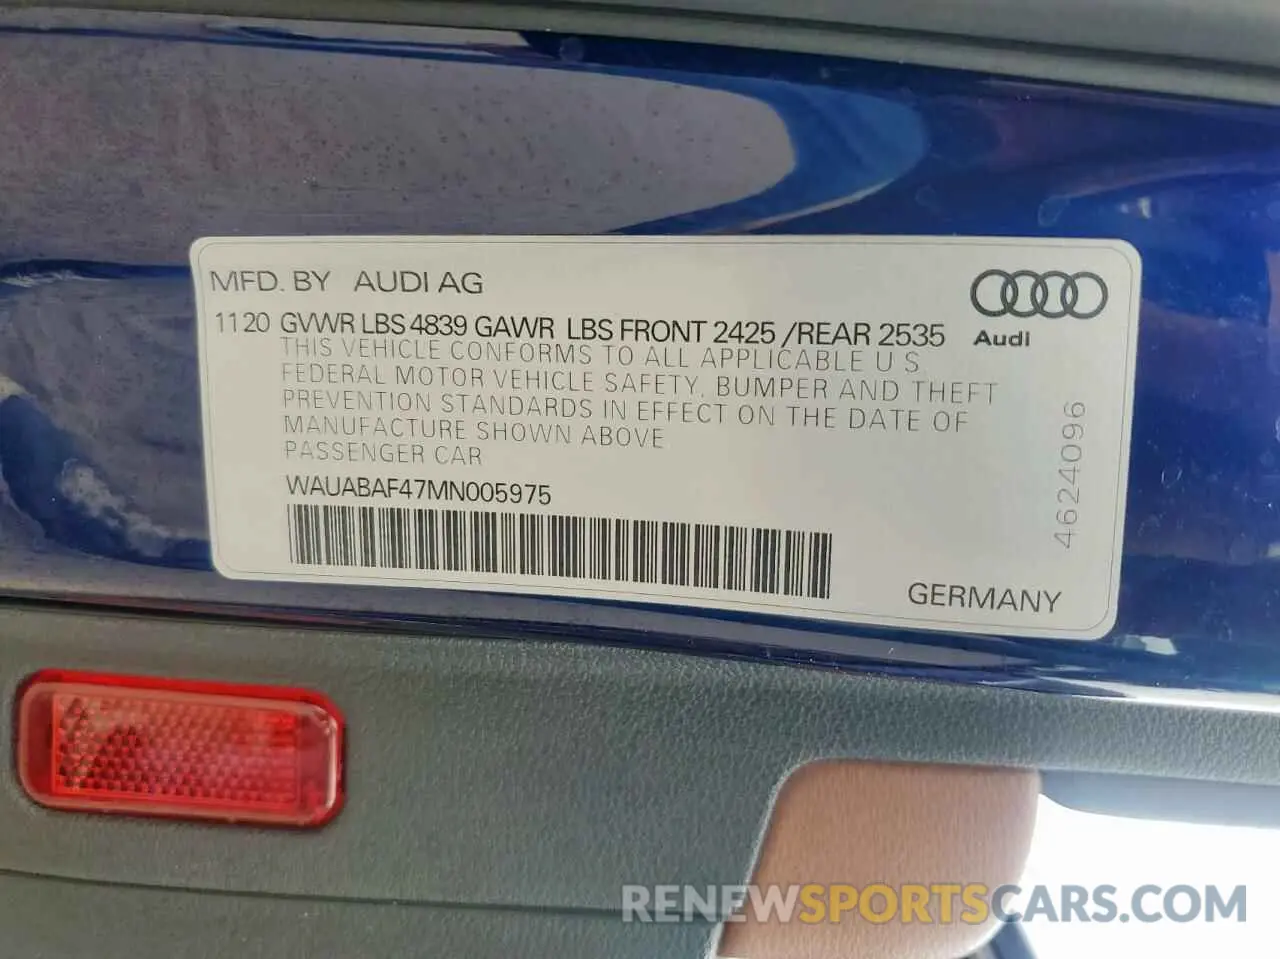 MFD. BY AUDI AG
Audi
1120 GVWR LBS 4839 GAWR LBS FRONT 2425 /REAR 2535
THIS VEHICLE CONFORMS TO ALL APPLICABLE U S
FEDERAL MOTOR VEHICLE SAFETY, BUMPER AND THEFT
PREVENTION STANDARDS IN EFFECT ON THE DATE OF
MANUFACTURE SHOWN ABOVE
PASSENGER CAR
WAUABAF47MN005975
4624096
GERMANY
RENEWSPORTSCARS.COM